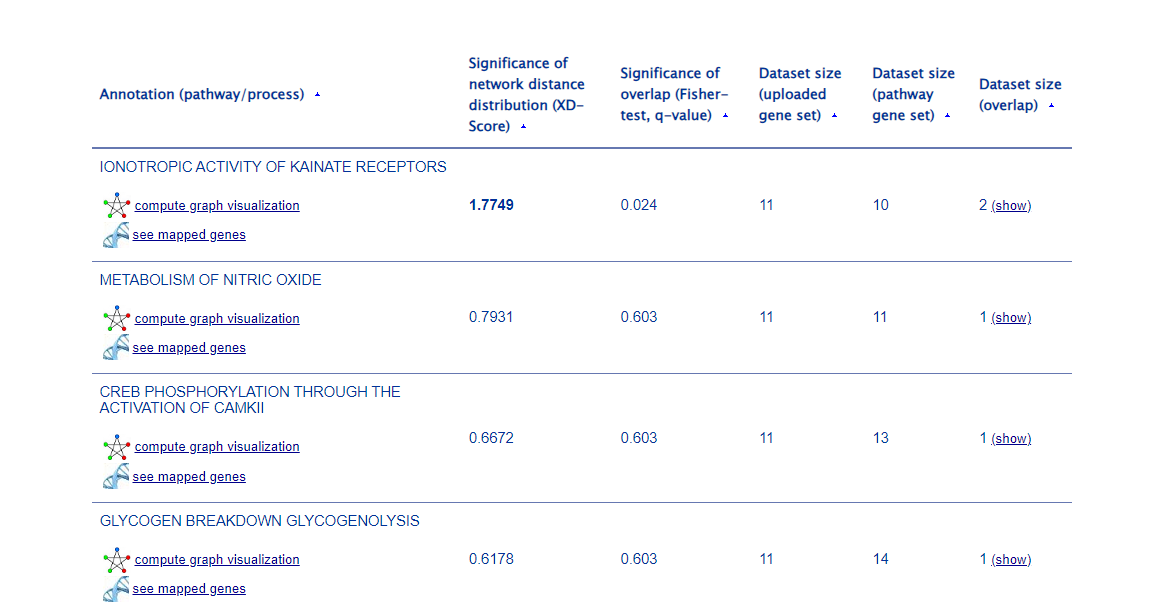 Annotation (pathway/process)
Significance of
network distance
distribution (XD-
Score)
Significance of
overlap (Fisher-
test, q-value)
Dataset size
(uploaded
gene set)
Dataset size
(pathway
gene set)
Dataset size
(overlap)
IONOTROPIC ACTIVITY OF KAINATE RECEPTORS
compute graph visualization
see mapped genes
1.7749 0.024 11 10 2 (show)
METABOLISM OF NITRIC OXIDE
compute graph visualization
see mapped genes
0.7931 0.603 11 11 1 (show)
CREB PHOSPHORYLATION THROUGH THE
ACTIVATION OF CAMKII
compute graph visualization
see mapped genes
0.6672 0.603 11 13 1 (show)
GLYCOGEN BREAKDOWN GLYCOGENOLYSIS
compute graph visualization
see mapped genes
0.6178 0.603 11 14 1 (show)